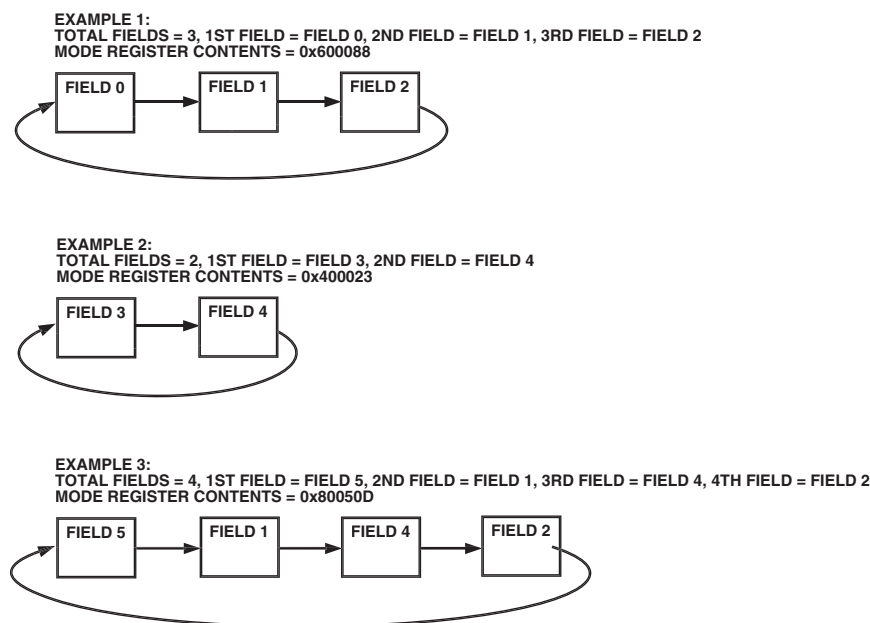 EXAMPLE 1:
TOTAL FIELDS = 3, 1ST FIELD = FIELD 0, 2ND FIELD = FIELD 1, 3RD FIELD = FIELD 2
MODE REGISTER CONTENTS = 0x600088
FIELD 0
FIELD 1
FIELD 2
EXAMPLE 2:
TOTAL FIELDS = 2, 1ST FIELD = FIELD 3, 2ND FIELD = FIELD 4
MODE REGISTER CONTENTS = 0x400023
FIELD 3
FIELD 4
EXAMPLE 3:
TOTAL FIELDS = 4, 1ST FIELD = FIELD 5, 2ND FIELD = FIELD 1, 3RD FIELD = FIELD 4, 4TH FIELD = FIELD 2
MODE REGISTER CONTENTS = 0x80050D
FIELD 5
FIELD 1
FIELD 4
FIELD 2